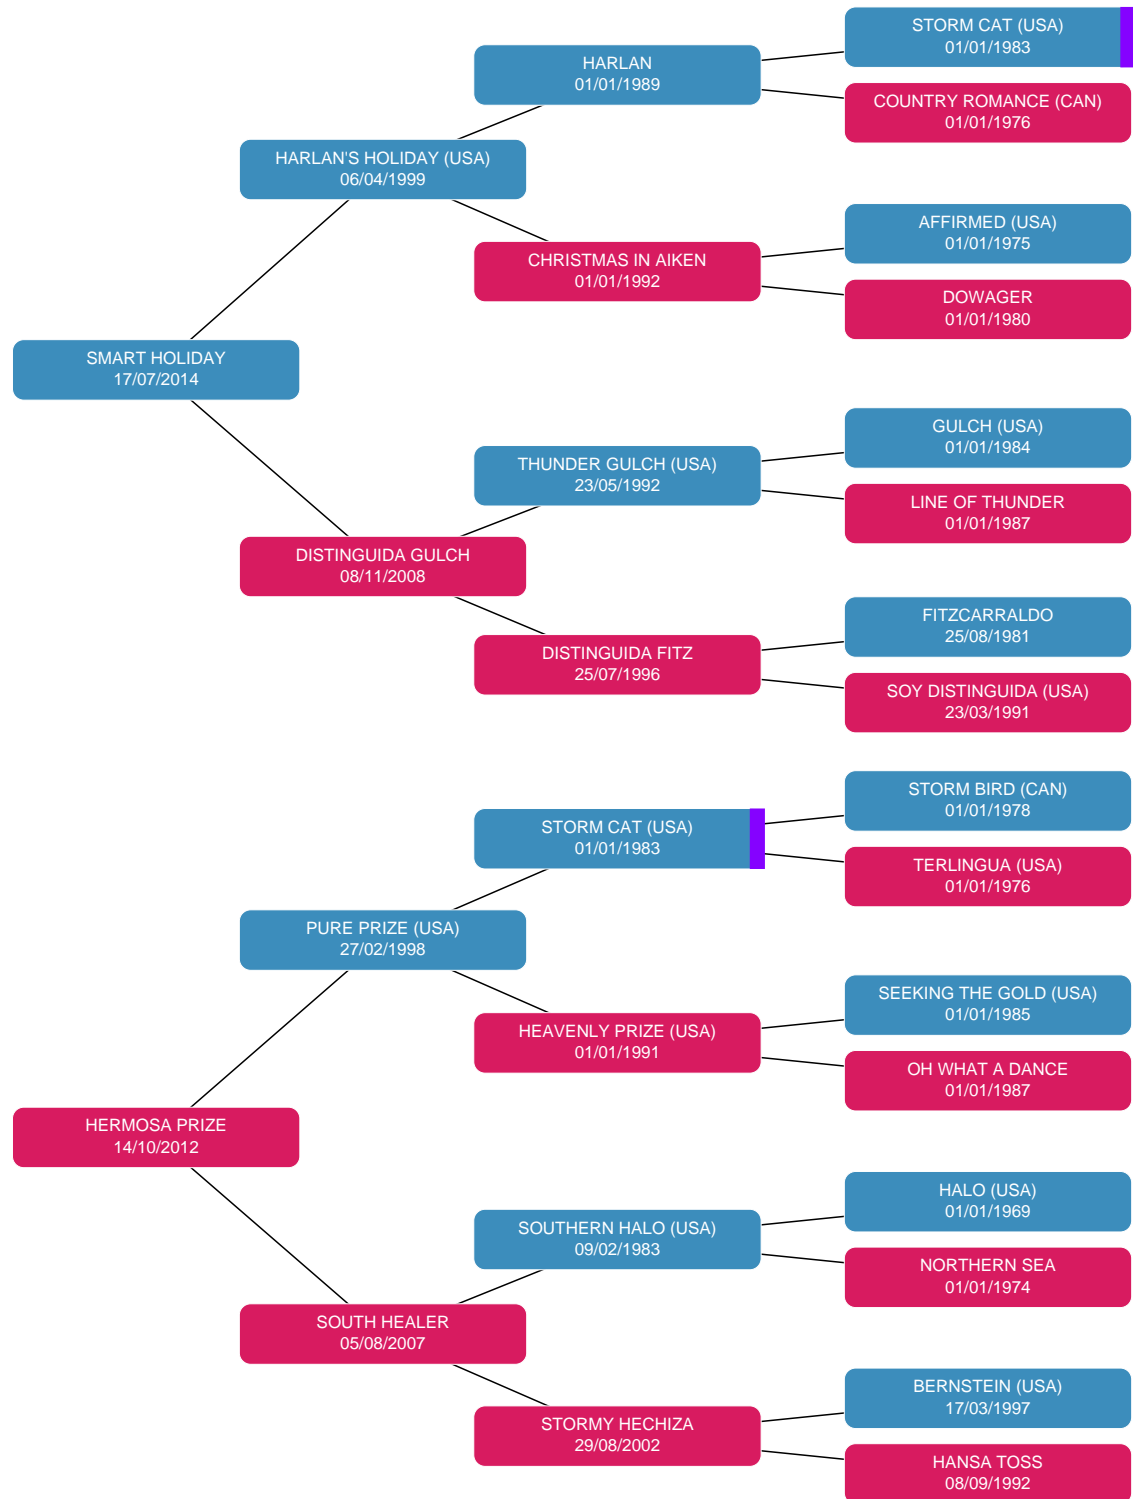 STORM CAT (USA)
01/01/1983
HARLAN
01/01/1989
COUNTRY ROMANCE (CAN)
01/01/1976
HARLAN'S HOLIDAY (USA)
06/04/1999
AFFIRMED (USA)
01/01/1975
CHRISTMAS IN AIKEN
01/01/1992
DOWAGER
01/01/1980
SMART HOLIDAY
17/07/2014
GULCH (USA)
01/01/1984
THUNDER GULCH (USA)
23/05/1992
LINE OF THUNDER
01/01/1987
DISTINGUIDA GULCH
08/11/2008
FITZCARRALDO
25/08/1981
DISTINGUIDA FITZ
25/07/1996
SOY DISTINGUIDA (USA)
23/03/1991
STORM BIRD (CAN)
01/01/1978
STORM CAT (USA)
01/01/1983
TERLINGUA (USA)
01/01/1976
PURE PRIZE (USA)
27/02/1998
SEEKING THE GOLD (USA)
01/01/1985
HEAVENLY PRIZE (USA)
01/01/1991
OH WHAT A DANCE
01/01/1987
HERMOSA PRIZE
14/10/2012
HALO (USA)
01/01/1969
SOUTHERN HALO (USA)
09/02/1983
NORTHERN SEA
01/01/1974
SOUTH HEALER
05/08/2007
BERNSTEIN (USA)
17/03/1997
STORMY HECHIZA
29/08/2002
HANSA TOSS
08/09/1992